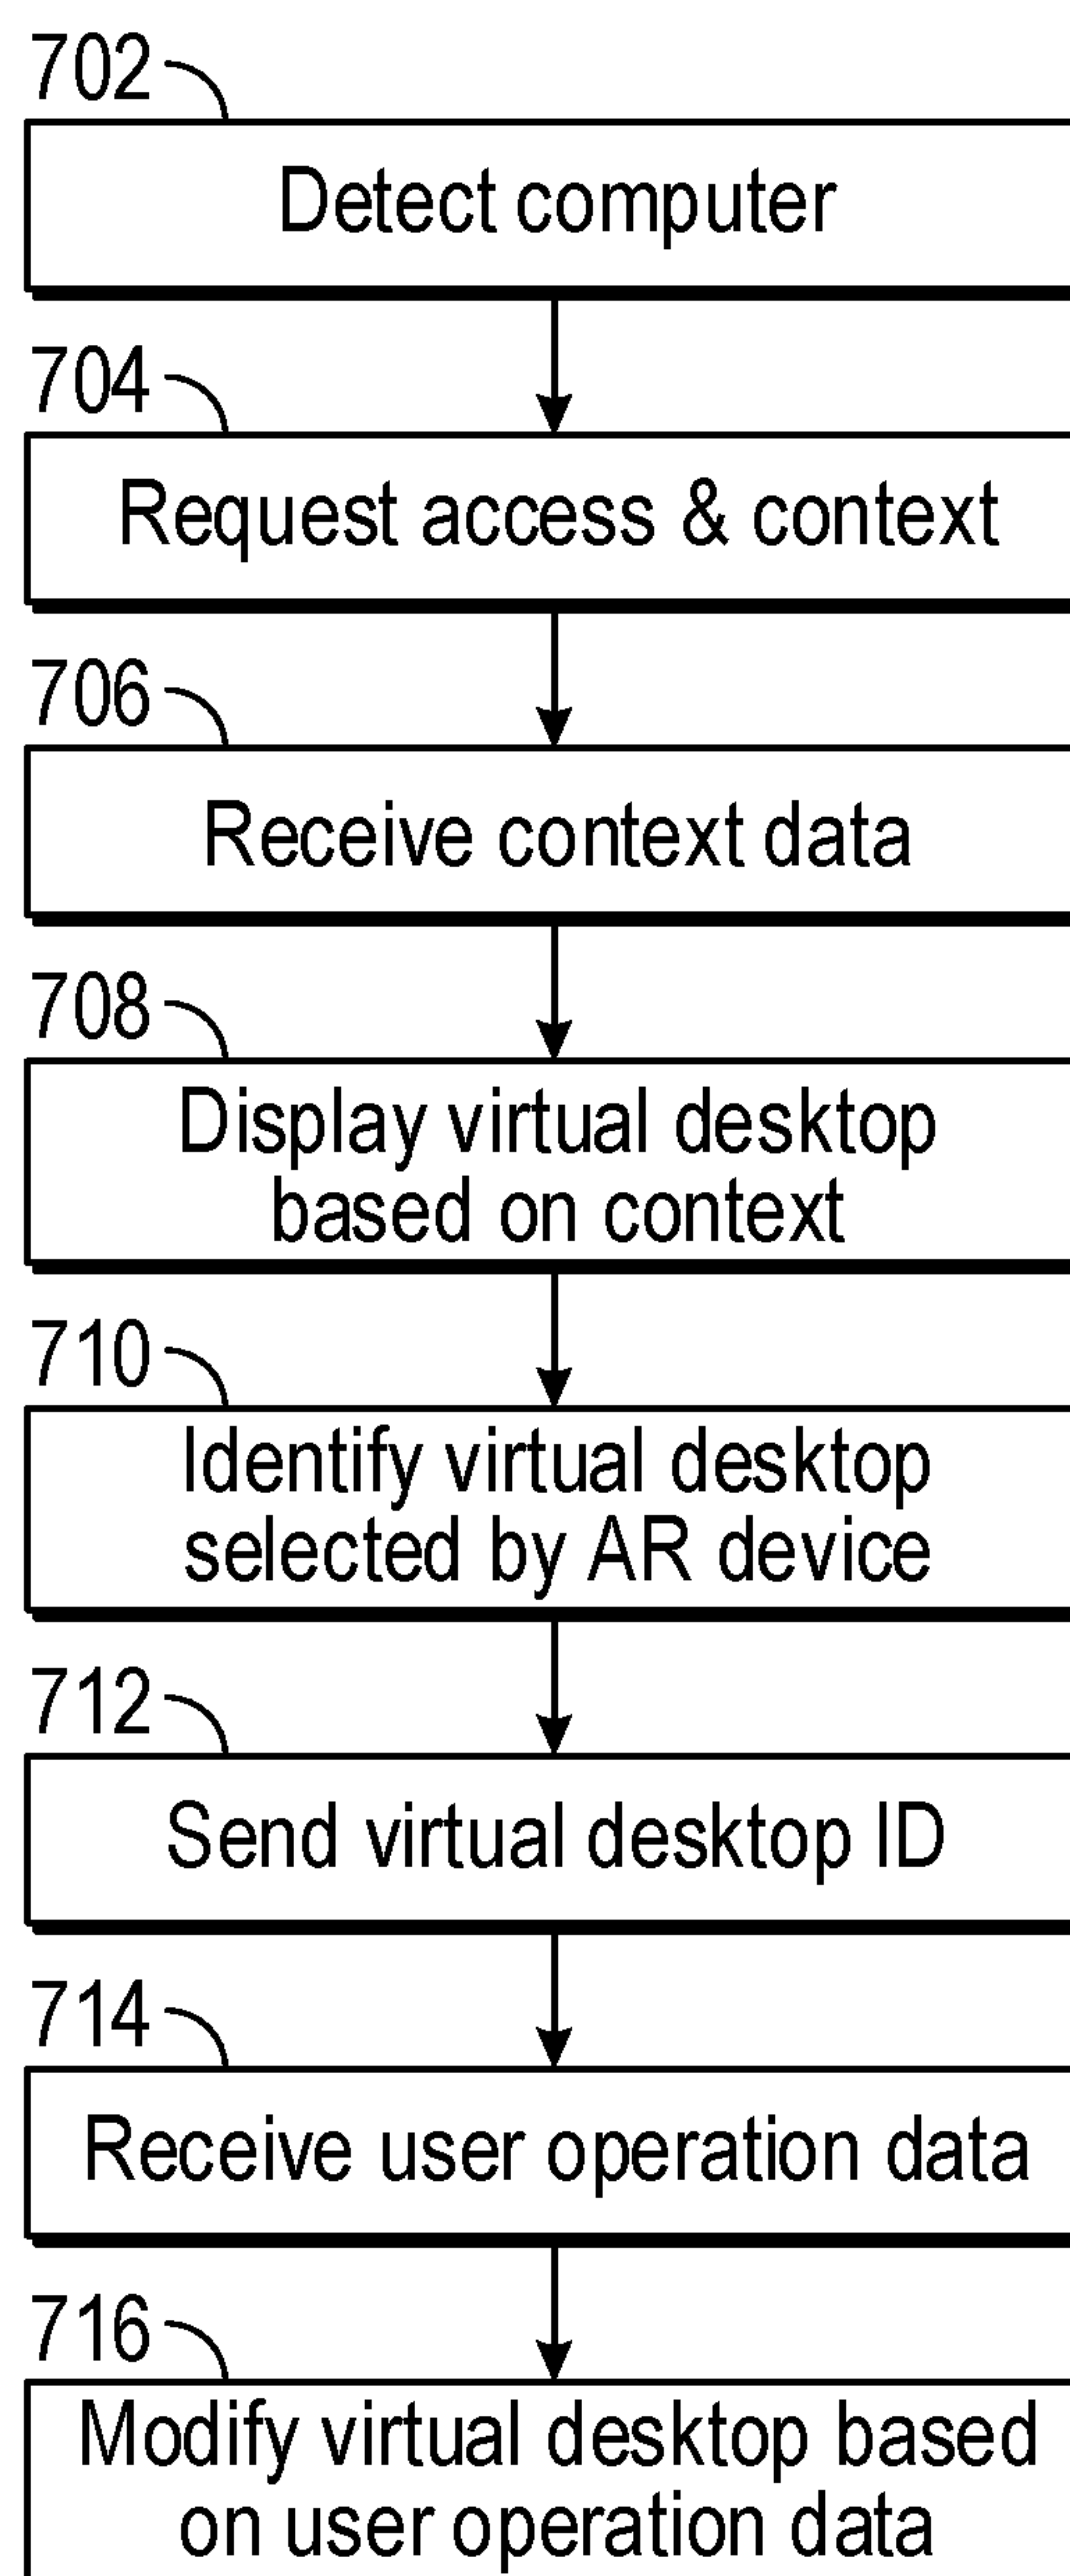 702
Detect computer
704
Request access & context
706
Receive context data
708
Display virtual desktop
based on context
710
Identify virtual desktop
selected by AR device
712
Send virtual desktop ID
714
Receive user operation data
716
Modify virtual desktop based
on user operation data